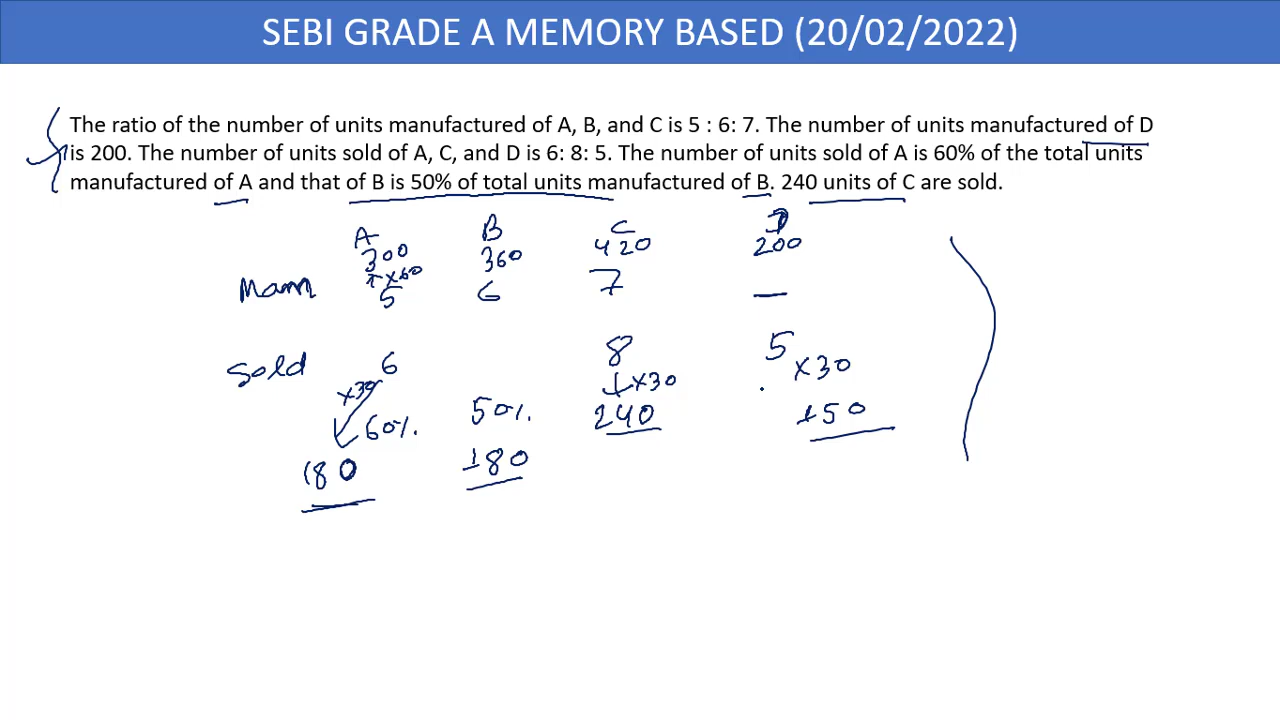 SEBI GRADE A MEMORY BASED (20/02/2022)
The ratio of the number of units manufactured of A, B, and C is 5 : 6: 7. The number of units manufactured of D
is 200. The number of units sold of A, C, and D is 6: 8: 5. The number of units sold of A is 60% of the total units
manufactured of A and that of B is 50% of total units manufactured of B. 240 units of C are sold.
A B C D
300 360 420 200
×60
Mann 5 6 7 —
Sold 6 8 5
×30 ×30 ×30
60% 50% 240 150
180 180